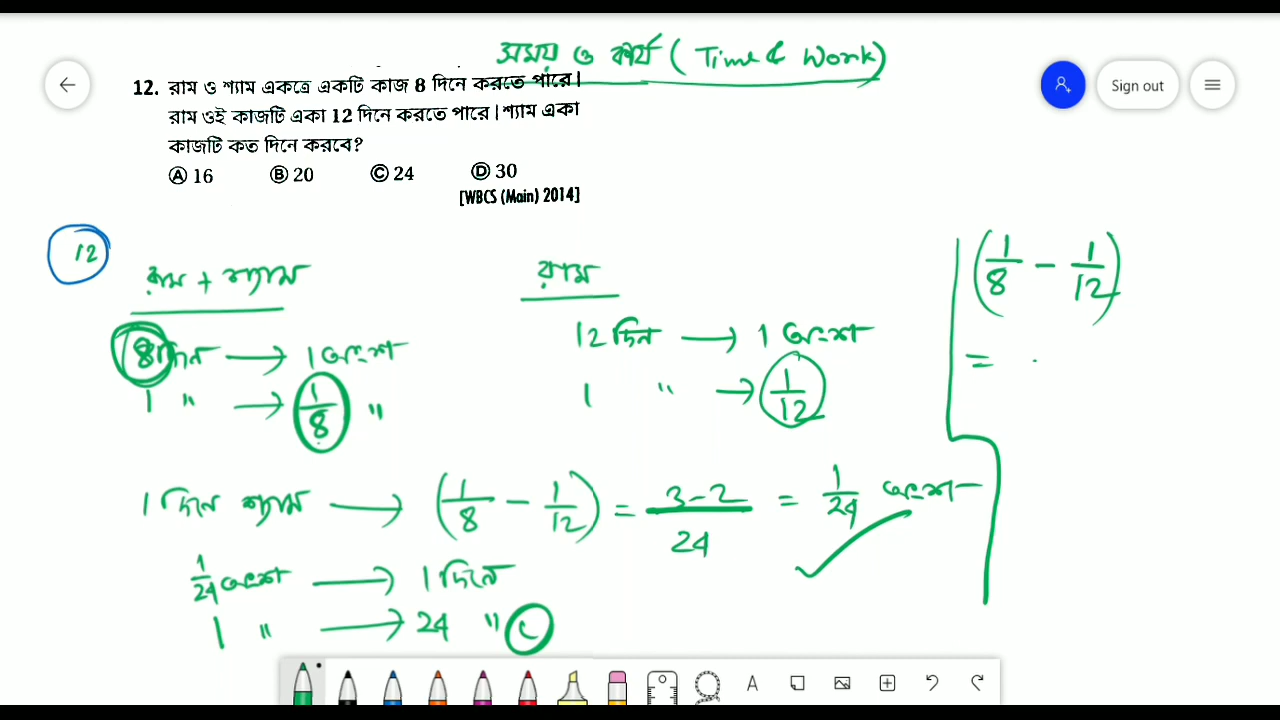 সময় ও কার্য (Time & Work)
Sign out
12. রাম ও শ্যাম একত্রে একটি কাজ 8 দিনে করতে পারে।
রাম ওই কাজটি একা 12 দিনে করতে পারে। শ্যাম একা
কাজটি কত দিনে করবে?
Ⓐ 16 Ⓑ 20 Ⓒ 24 Ⓓ 30
[WBCS (Main) 2014]
12
রাম + শ্যাম
8 দিন → 1 অংশ
1 " → 1/8 "
রাম
12 দিন → 1 অংশ
1 " → 1/12
(1/8 - 1/12)
=
1 দিনে শ্যাম → (1/8 - 1/12) = 3-2/24 = 1/24 অংশ
1/24 অংশ → 1 দিনে
1 " → 24 " C
A